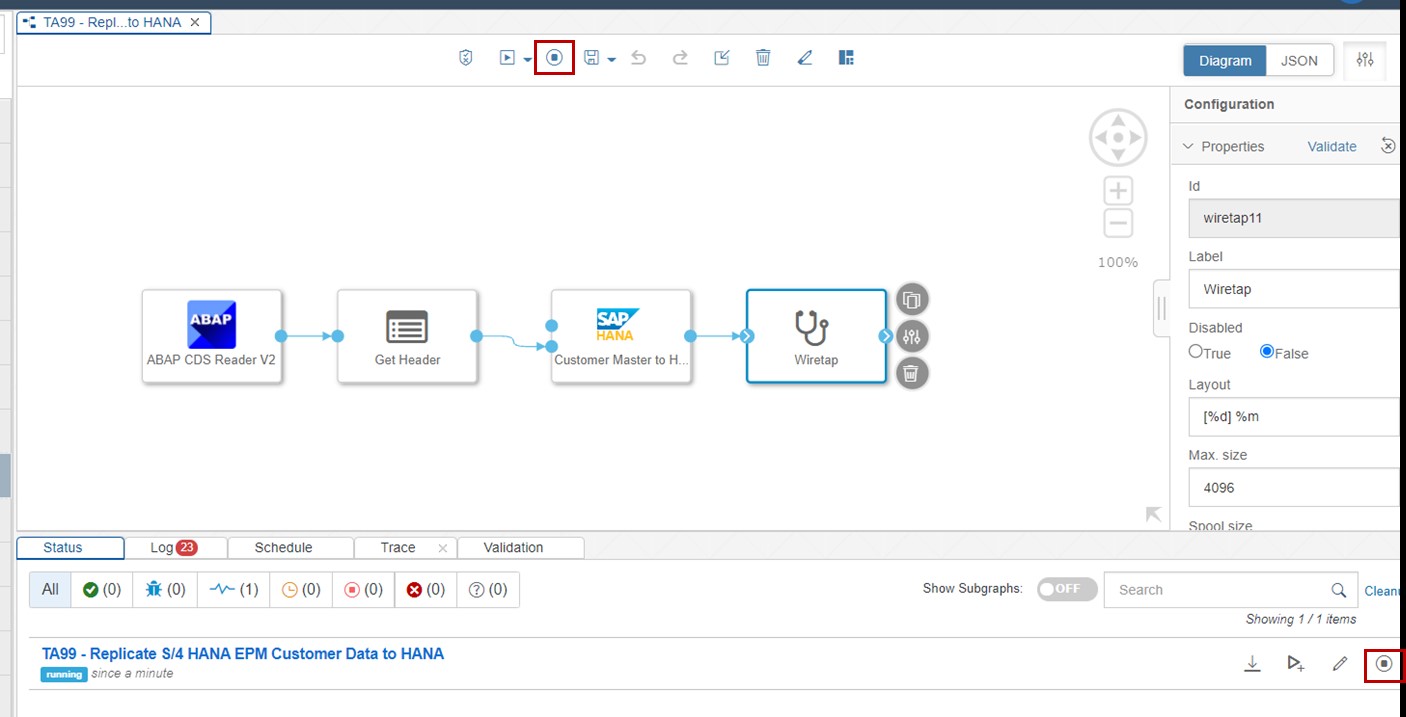 TA99 - Repl...to HANA
Diagram JSON
Configuration
Properties Validate
Id
wiretap11
Label
Wiretap
Disabled
True False
Layout
[%d] %m
Max. size
4096
Spool size
100%
ABAP
ABAP CDS Reader V2
Get Header
SAP
HANA
Customer Master to H...
Wiretap
Status Log 23 Schedule Trace Validation
All (0) (0) (1) (0) (0) (0) (0)
Show Subgraphs: OFF Search
Showing 1 / 1 items
TA99 - Replicate S/4 HANA EPM Customer Data to HANA
running since a minute